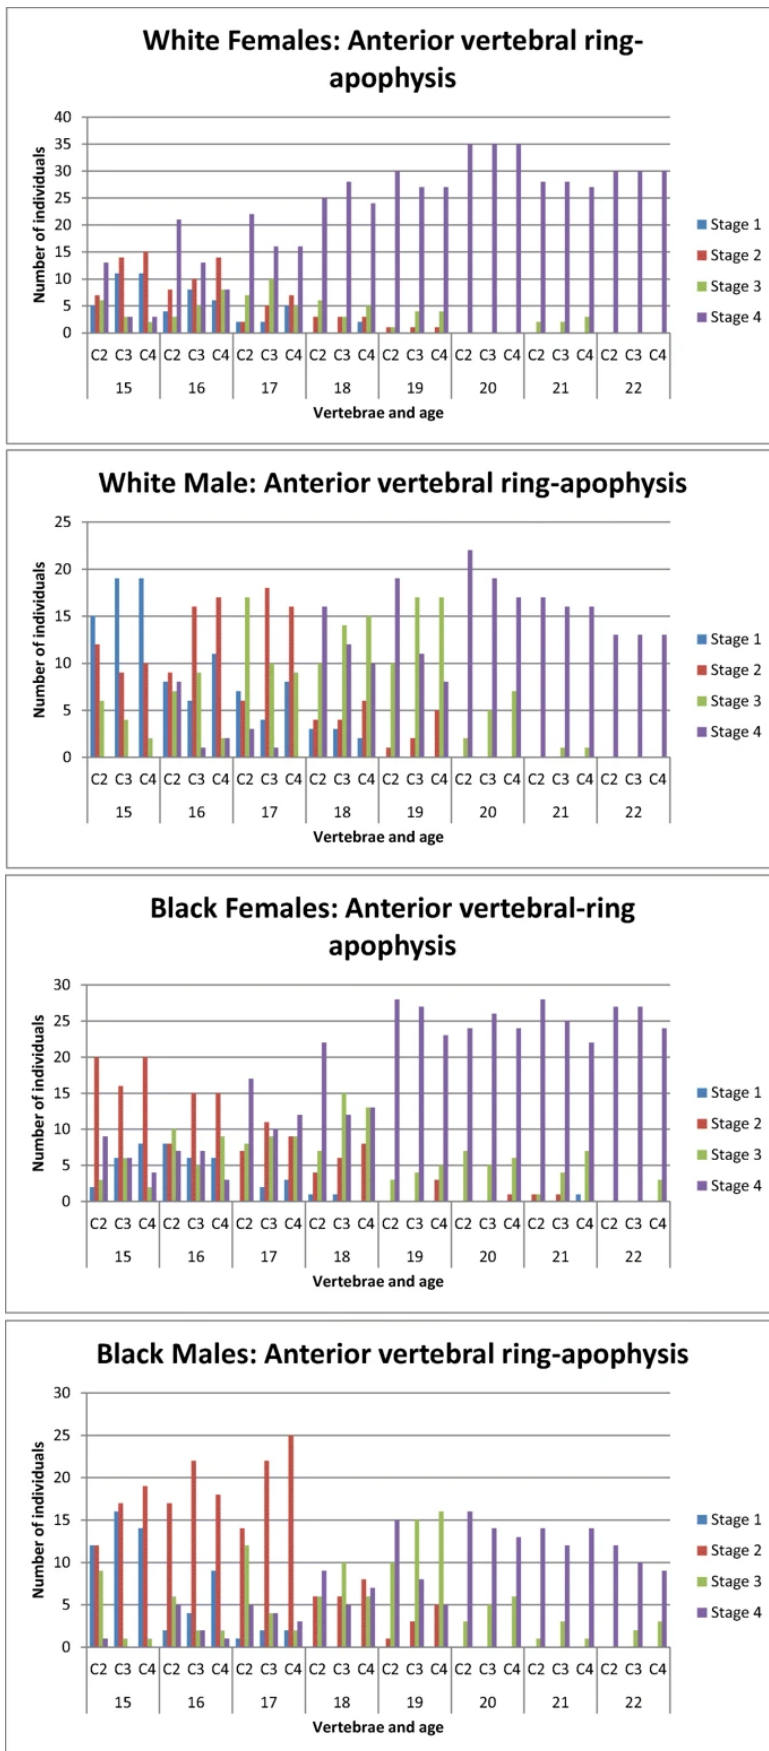 White Females: Anterior vertebral ring-
apophysis
40
35
30
25
20
15
10
5
0
Number of individuals
C2 C3 C4 C2 C3 C4 C2 C3 C4 C2 C3 C4 C2 C3 C4 C2 C3 C4 C2 C3 C4 C2 C3 C4
15 16 17 18 19 20 21 22
Vertebrae and age
Stage 1
Stage 2
Stage 3
Stage 4
White Male: Anterior vertebral ring-apophysis
25
20
15
10
5
0
Number of individuals
C2 C3 C4 C2 C3 C4 C2 C3 C4 C2 C3 C4 C2 C3 C4 C2 C3 C4 C2 C3 C4 C2 C3 C4
15 16 17 18 19 20 21 22
Vertebrae and age
Stage 1
Stage 2
Stage 3
Stage 4
Black Females: Anterior vertebral-ring
apophysis
30
25
20
15
10
5
0
Number of individuals
C2 C3 C4 C2 C3 C4 C2 C3 C4 C2 C3 C4 C2 C3 C4 C2 C3 C4 C2 C3 C4 C2 C3 C4
15 16 17 18 19 20 21 22
Vertebrae and age
Stage 1
Stage 2
Stage 3
Stage 4
Black Males: Anterior vertebral ring-apophysis
30
25
20
15
10
5
0
Number of individuals
C2 C3 C4 C2 C3 C4 C2 C3 C4 C2 C3 C4 C2 C3 C4 C2 C3 C4 C2 C3 C4 C2 C3 C4
15 16 17 18 19 20 21 22
Vertebrae and age
Stage 1
Stage 2
Stage 3
Stage 4